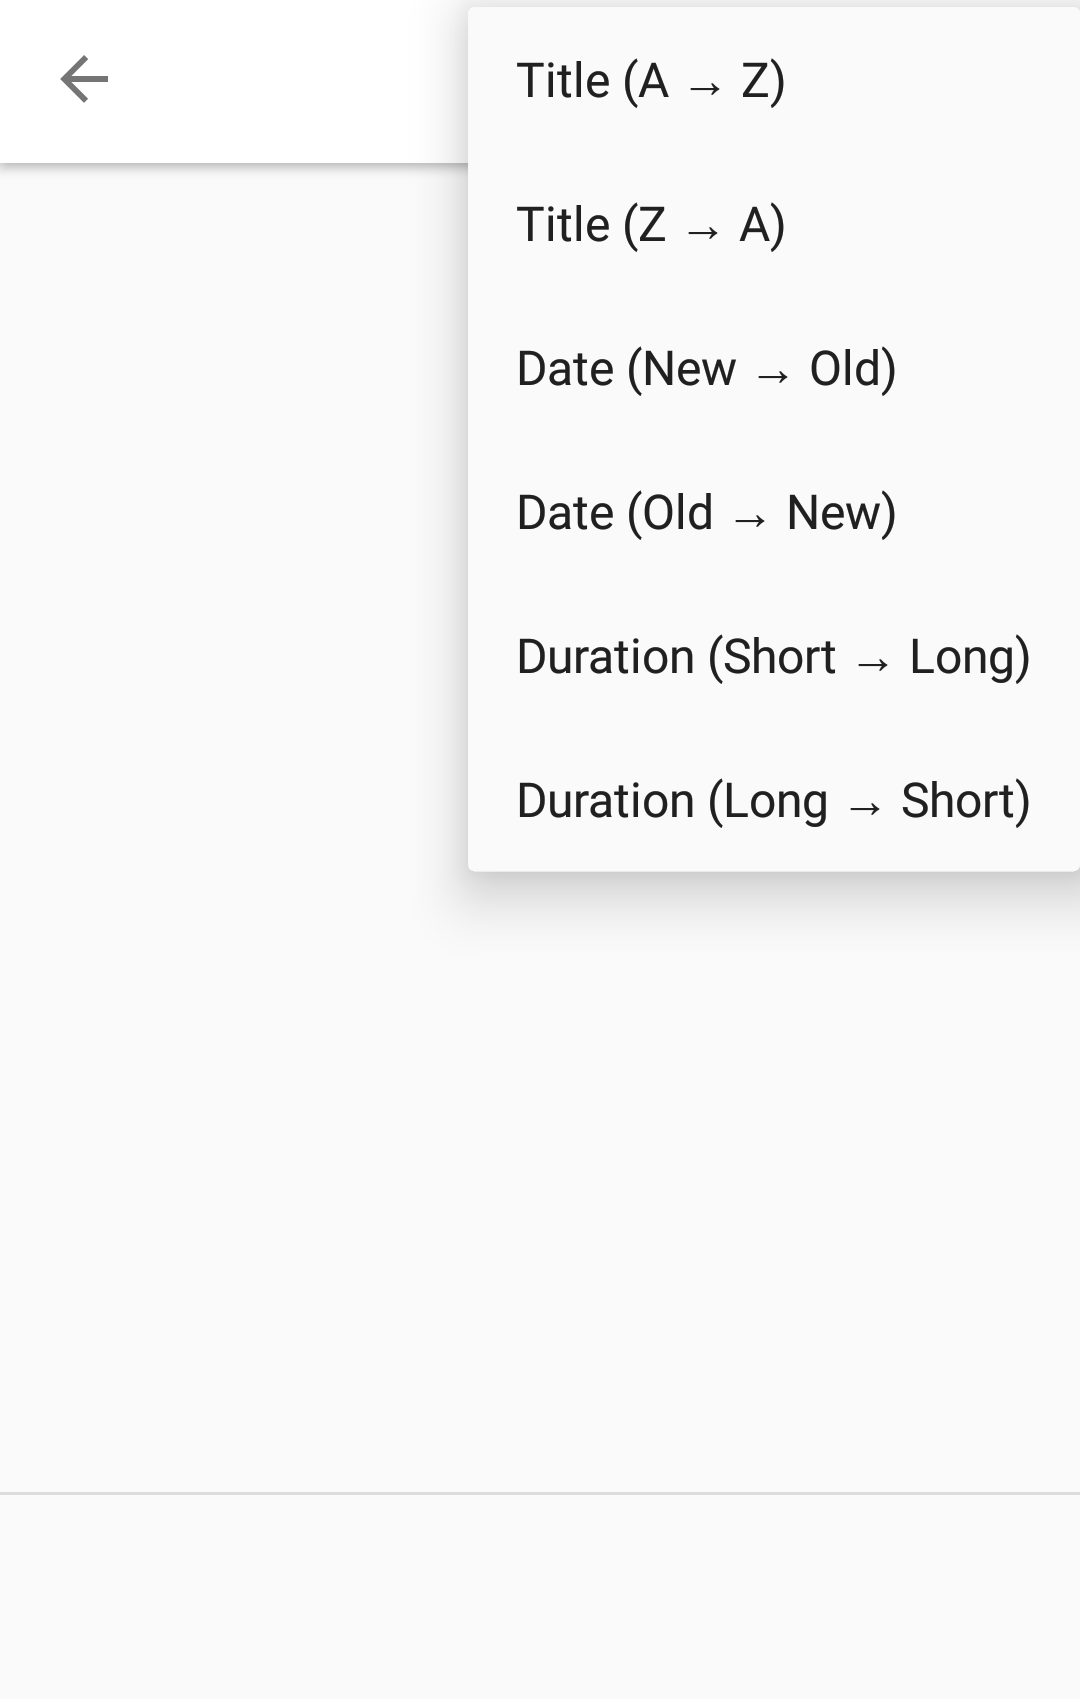 Title (A → Z)
Title (Z → A)
Date (New → Old)
Date (Old → New)
Duration (Short → Long)
Duration (Long → Short)